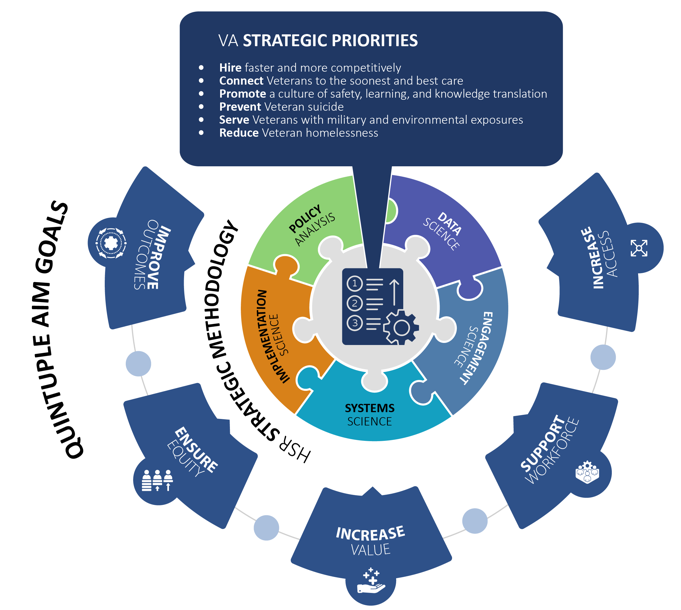 VA STRATEGIC PRIORITIES
• Hire faster and more competitively
• Connect Veterans to the soonest and best care
• Promote a culture of safety, learning, and knowledge translation
• Prevent Veteran suicide
• Serve Veterans with military and environmental exposures
• Reduce Veteran homelessness
QUINTUPLE AIM GOALS
HSR STRATEGIC METHODOLOGY
POLICY
ANALYSIS
DATA
SCIENCE
IMPLEMENTATION
SCIENCE
ENGAGEMENT
SCIENCE
SYSTEMS
SCIENCE
1
2
3
IMPROVE
OUTCOMES
INCREASE
ACCESS
ENSURE
EQUITY
SUPPORT
WORKFORCE
INCREASE
VALUE